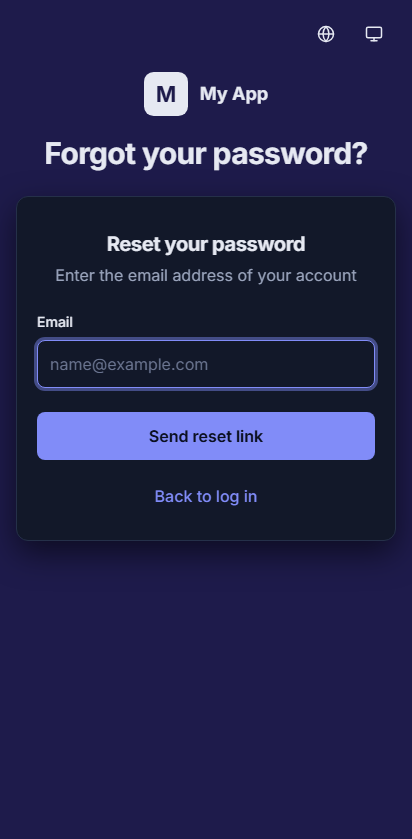 M
My App
Forgot your password?
Reset your password
Enter the email address of your account
Email
name@example.com
Send reset link
Back to log in